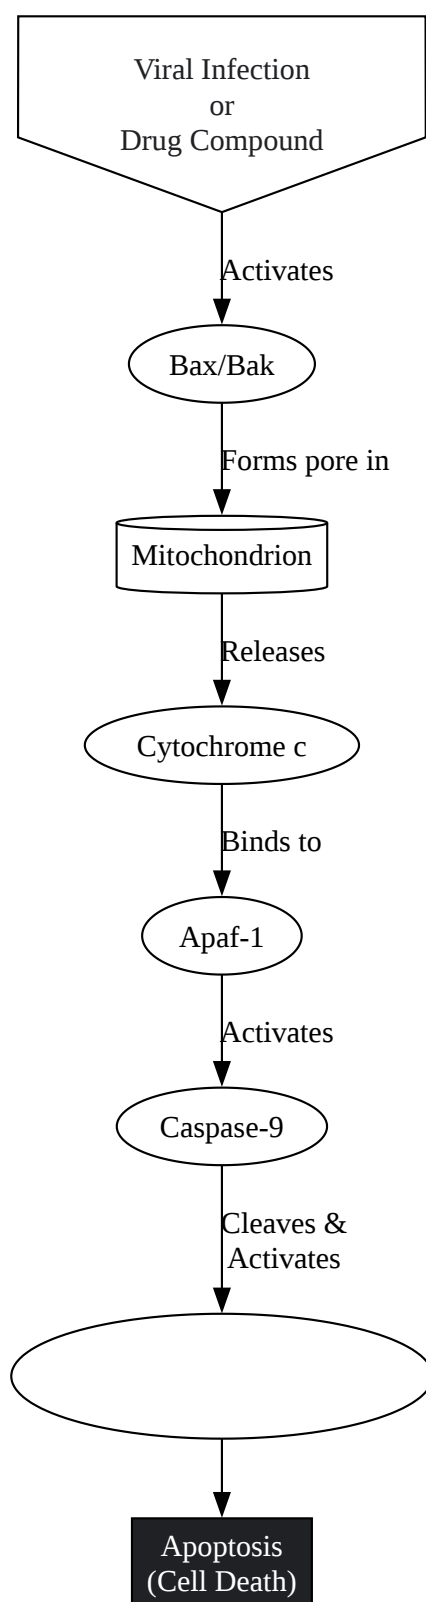 Viral Infection
or
Drug Compound
Activates
Bax/Bak
Forms pore in
Mitochondrion
Releases
Cytochrome c
Binds to
Apaf-1
Activates
Caspase-9
Cleaves &
Activates
Apoptosis
(Cell Death)